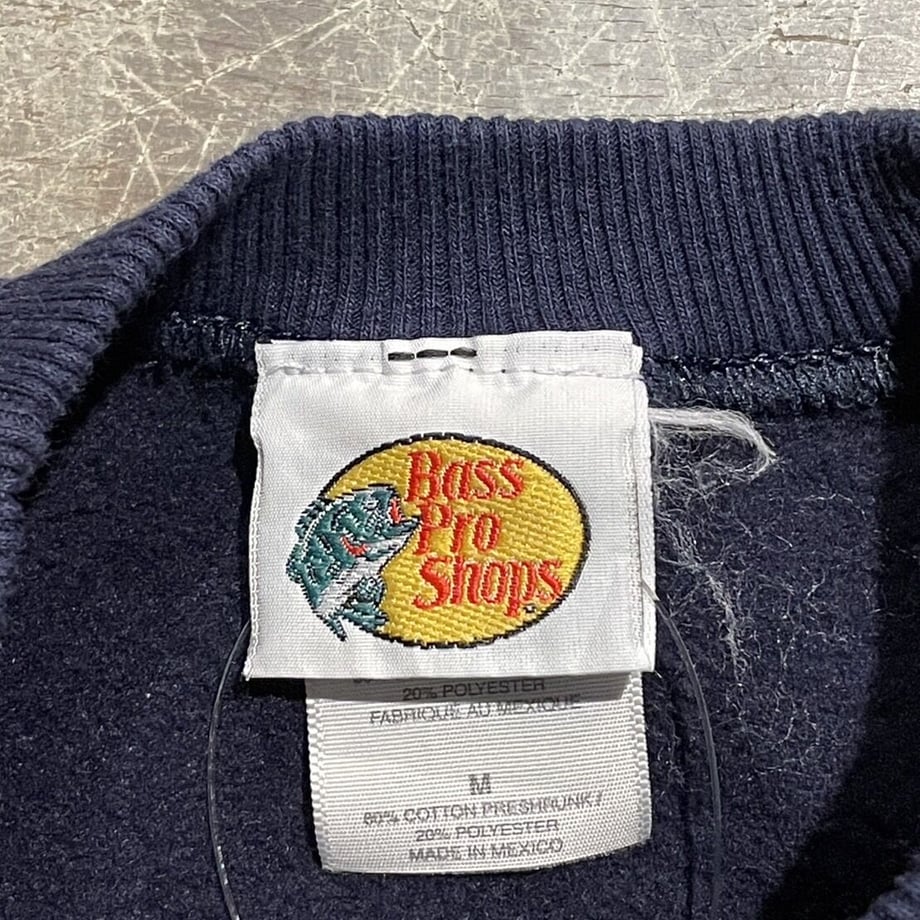 Bass
Pro
Shops
20% POLYESTER
FABRIQUÉ AU MEXIQUE
M
80% COTTON PRESHRUNK/
20% POLYESTER
MADE IN MEXICO